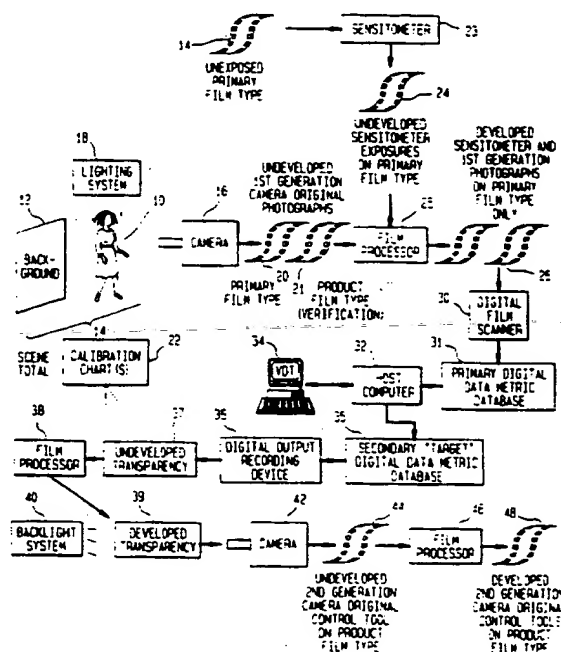 14
SENSITOMETER
23
UNEXPOSED
PRIMARY
FILM TYPE
24
UNDEVELOPED
SENSITOMETER
EXPOSURES
ON PRIMARY
FILM TYPE
DEVELOPED
SENSITOMETER AND
1ST GENERATION
PHOTOGRAPHS
ON PRIMARY
FILM TYPE
ONLY
18
LIGHTING
SYSTEM
UNDEVELOPED
1ST GENERATION
CAMERA ORIGINAL
PHOTOGRAPHS
12
10
16
BACK-
GROUND
CAMERA
FILM
PROCESSOR
20
21
PRIMARY
FILM TYPE
PRODUCT
FILM TYPE
(VERIFICATION)
30
DIGITAL
FILM
SCANNER
14
SCENE
TOTAL
CALIBRATION
CHART(S)
22
34
VDT
32
HOST
COMPUTER
31
PRIMARY DIGITAL
DATA METRIC
DATABASE
38
FILM
PROCESSOR
37
UNDEVELOPED
TRANSPARENCY
DIGITAL OUTPUT
RECORDING
DEVICE
SECONDARY "TARGET"
DIGITAL DATA METRIC
DATABASE
40
BACKLIGHT
SYSTEM
39
DEVELOPED
TRANSPARENCY
42
CAMERA
44
46
FILM
PROCESSOR
48
UNDEVELOPED
2ND GENERATION
CAMERA ORIGINAL
CONTROL TOOL
ON PRODUCT
FILM TYPE
DEVELOPED
2ND GENERATION
CAMERA ORIGINAL
CONTROL TOOLS
ON PRODUCT
FILM TYPE